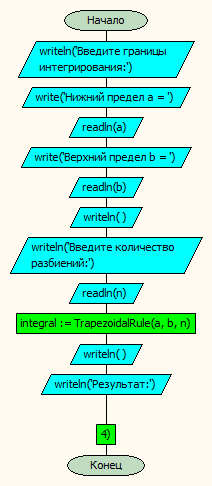 Начало
writeln('Введите границы
интегрирования:')
write('Нижний предел a = ')
readln(a)
write('Верхний предел b = ')
readln(b)
writeln( )
writeln('Введите количество
разбиений:')
readln(n)
integral := TrapezoidalRule(a, b, n)
writeln( )
writeln('Результат:')
4)
Конец